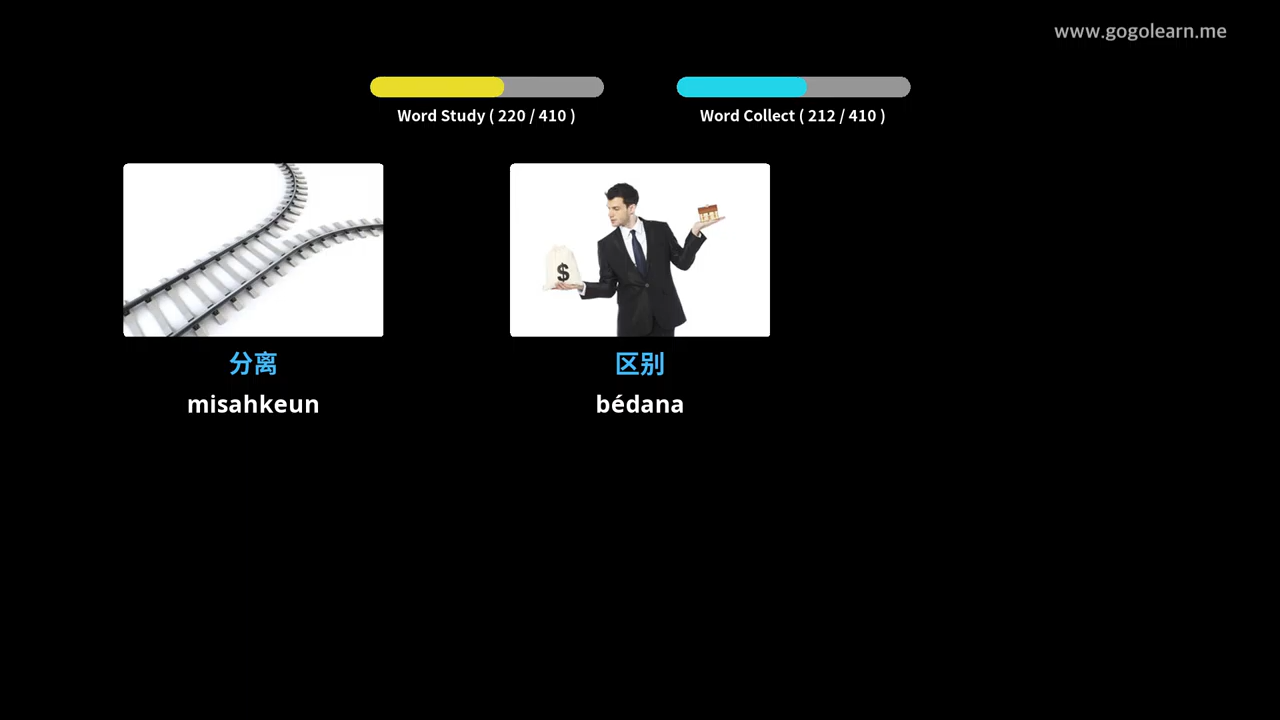 www.gogolearn.me
Word Study ( 220 / 410 )
Word Collect ( 212 / 410 )
$
分离
区别
misahkeun
bédana